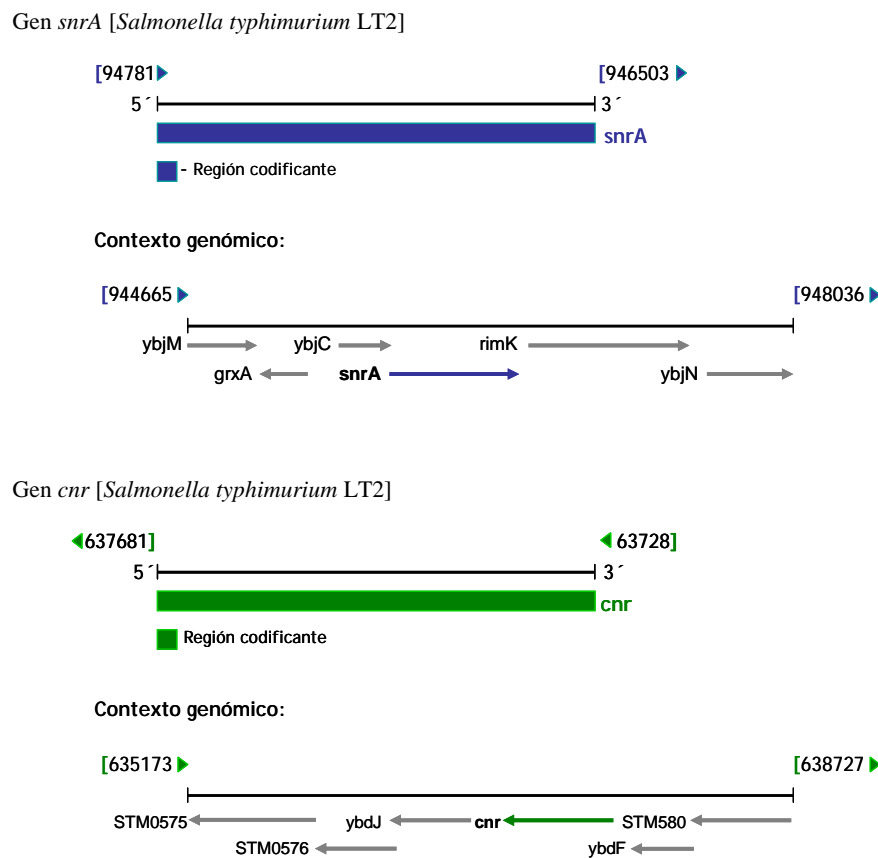 Gen snrA [Salmonella typhimurium LT2]
[94781 [946503
5´ 3´
snrA
- Región codificante
Contexto genómico:
[944665 [948036
ybjM ybjC rimK
grxA snrA ybjN
Gen cnr [Salmonella typhimurium LT2]
637681] 63728]
5´ 3´
cnr
Región codificante
Contexto genómico:
[635173 [638727
STM0575 ybdJ cnr STM580
STM0576 ybdF